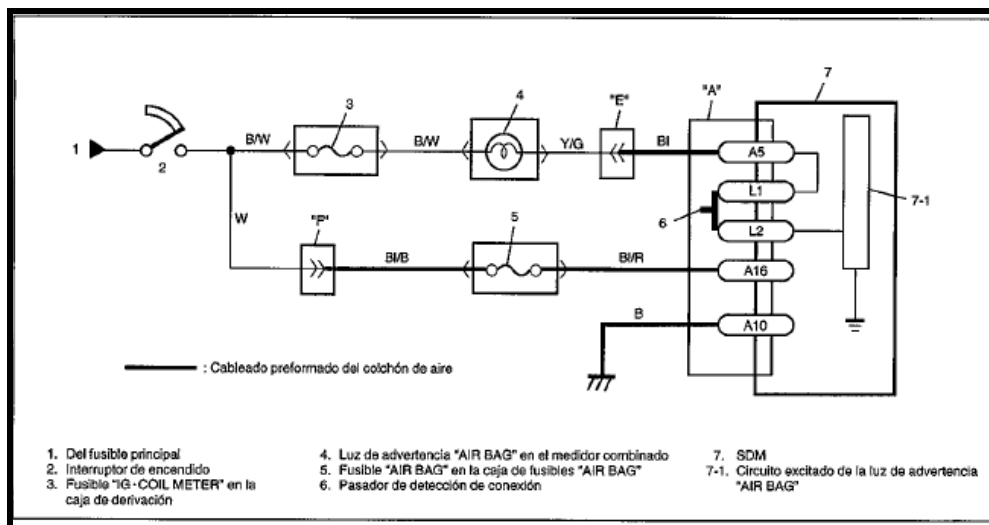 7
"A"
4
"E"
3
B/W
B/W
Y/G
BI
A5
1
2
L1
7-1
6
L2
W
"F"
5
BI/B
BI/R
A16
B
A10
: Cableado preformado del colchón de aire
1. Del fusible principal
2. Interruptor de encendido
3. Fusible "IG·COIL METER" en la
caja de derivación
4. Luz de advertencia "AIR BAG" en el medidor combinado
5. Fusible "AIR BAG" en la caja de fusibles "AIR BAG"
6. Pasador de detección de conexión
7. SDM
7-1. Circuito excitado de la luz de advertencia
"AIR BAG"